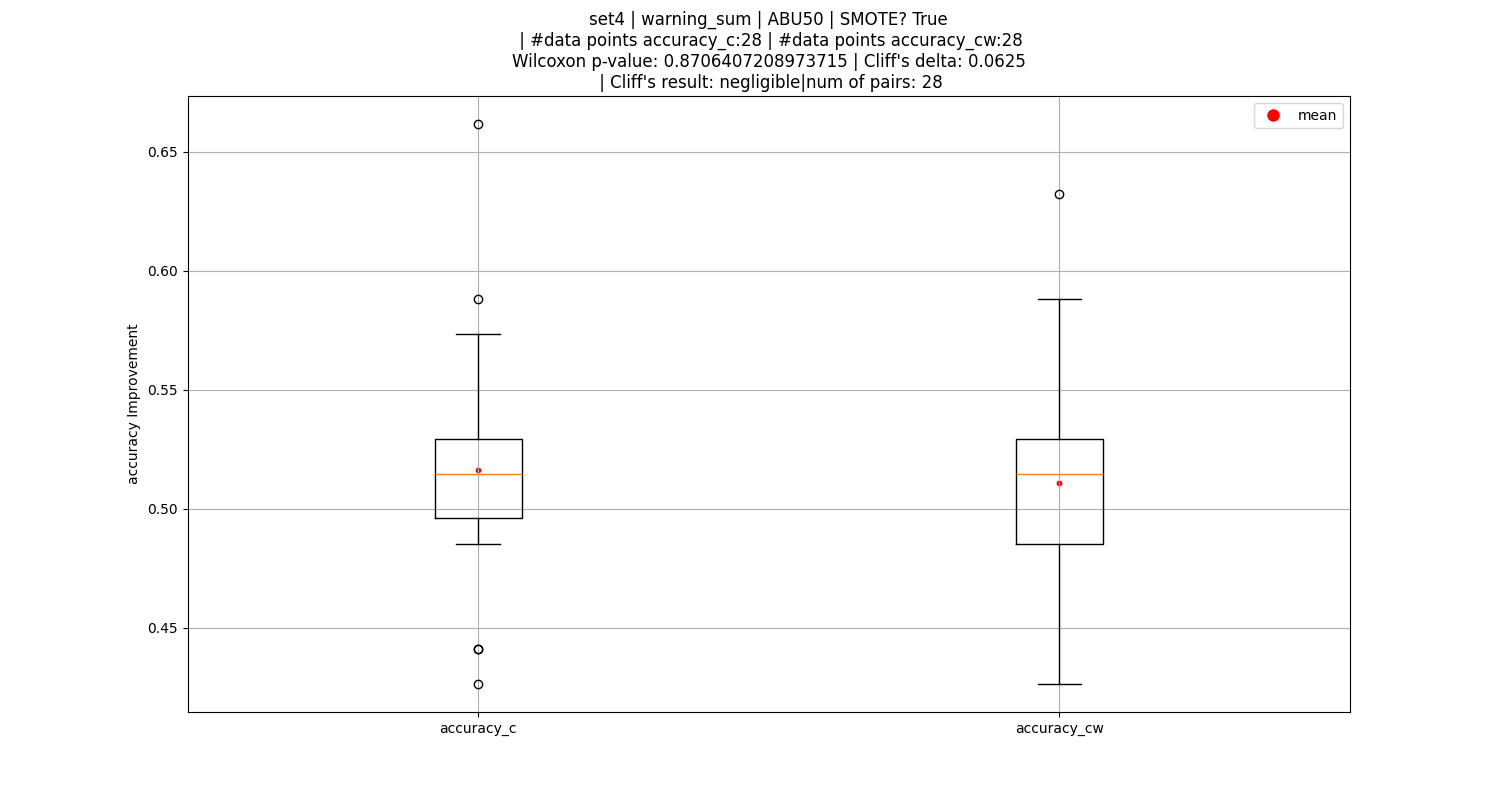 set4 | warning_sum | ABU50 | SMOTE? True
| #data points accuracy_c:28 | #data points accuracy_cw:28
Wilcoxon p-value: 0.8706407208973715 | Cliff's delta: 0.0625
| Cliff's result: negligible|num of pairs: 28
mean
0.65
0.60
0.55
0.50
0.45
accuracy Improvement
accuracy_c
accuracy_cw